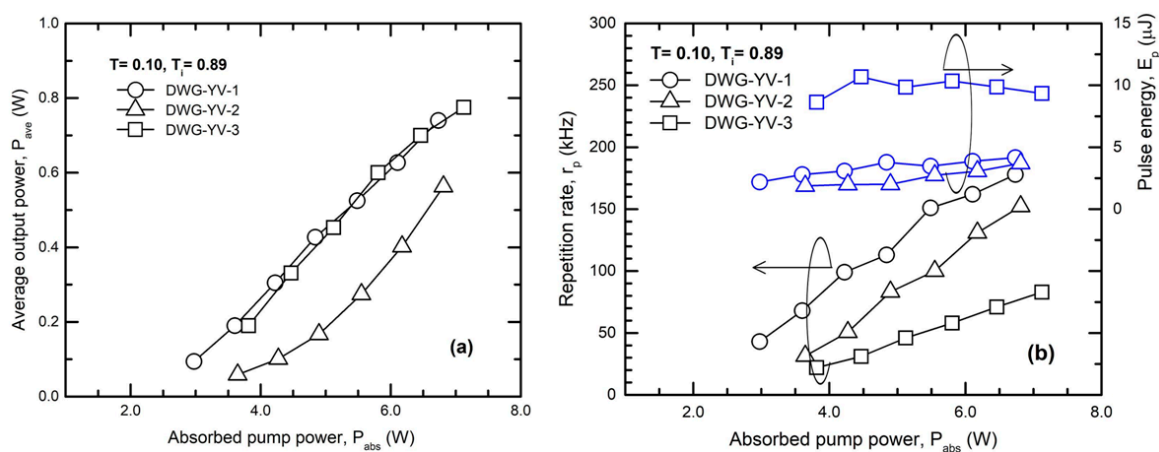 T= 0.10, Tᵢ= 0.89
DWG-YV-1
DWG-YV-2
DWG-YV-3
1.0
0.8
0.6
0.4
0.2
0.0
Average output power, Pₐᵥₑ (W)
(a)
2.0 4.0 6.0 8.0
Absorbed pump power, P_abs (W)
T= 0.10, Tᵢ= 0.89
DWG-YV-1
DWG-YV-2
DWG-YV-3
300
250
200
150
100
50
0
Repetition rate, r_p (kHz)
15
10
5
0
Pulse energy, E_p (μJ)
(b)
2.0 4.0 6.0 8.0
Absorbed pump power, P_abs (W)